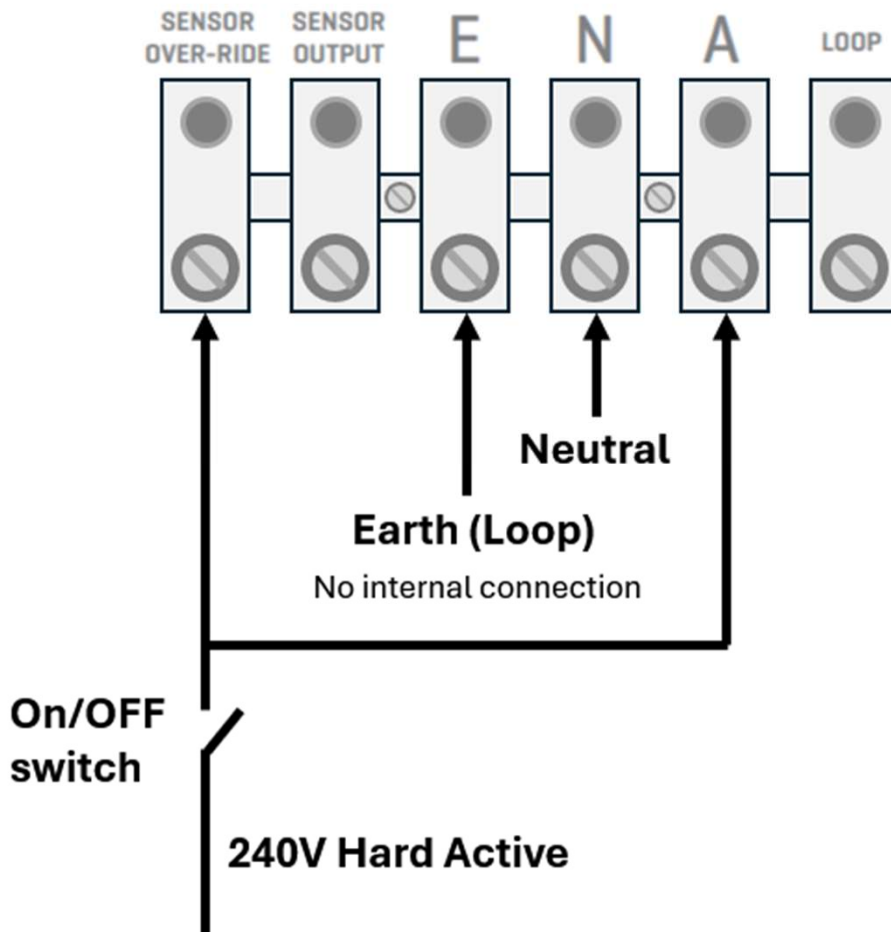 SENSOR OVER-RIDE
SENSOR OUTPUT
E
N
A
LOOP
Neutral
Earth (Loop)
No internal connection
On/OFF
switch
240V Hard Active